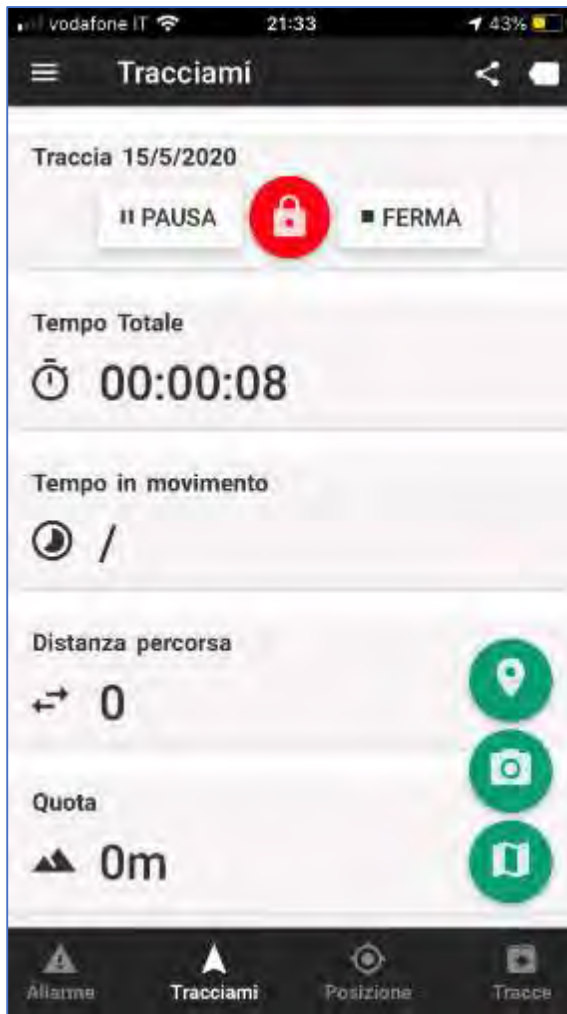 vodafone IT 21:33 43%
Tracciami
Traccia 15/5/2020
PAUSA FERMA
Tempo Totale
00:00:08
Tempo in movimento
/
Distanza percorsa
0
Quota
0m
Allarme Tracciami Posizione Tracce